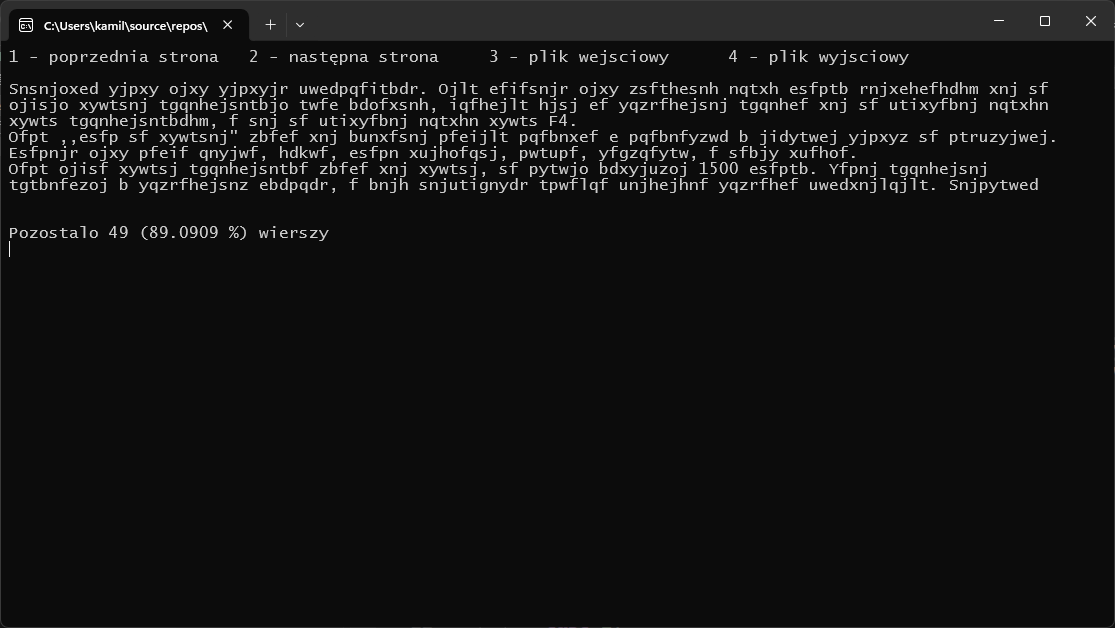 C:\Users\kamil\source\repos\
1 - poprzednia strona   2 - następna strona     3 - plik wejsciowy      4 - plik wyjsciowy
Snsnjoxed yjpxy ojxy yjpxyjr uwedpqfitbdr. Ojlt efifsnjr ojxy zsfthesnh nqtxh esfptb rnjxehefhdhm xnj sf
ojisjo xywtsnj tgqnhejsntbjo twfe bdofxsnh, iqfhejlt hjsj ef yqzrfhejsnj tgqnhef xnj sf utixyfbnj nqtxhn
xywts tgqnhejsntbdhm, f snj sf utixyfbnj nqtxhn xywts F4.
Ofpt ,,esfp sf xywtsnj" zbfef xnj bunxfsnj pfeijlt pqfbnxef e pqfbnfyzwd b jidytwej yjpxyz sf ptruzyjwej.
Esfpnjr ojxy pfeif qnyjwf, hdkwf, esfpn xujhofqsj, pwtupf, yfgzqfytw, f sfbjy xufhof.
Ofpt ojisf xywtsj tgqnhejsntbf zbfef xnj xywtsj, sf pytwjo bdxyjuzoj 1500 esfptb. Yfpnj tgqnhejsnj
tgtbnfezoj b yqzrfhejsnz ebdpqdr, f bnjh snjutignydr tpwflqf unjhejhnf yqzrfhef uwedxnjlqjlt. Snjpytwed
Pozostalo 49 (89.0909 %) wierszy